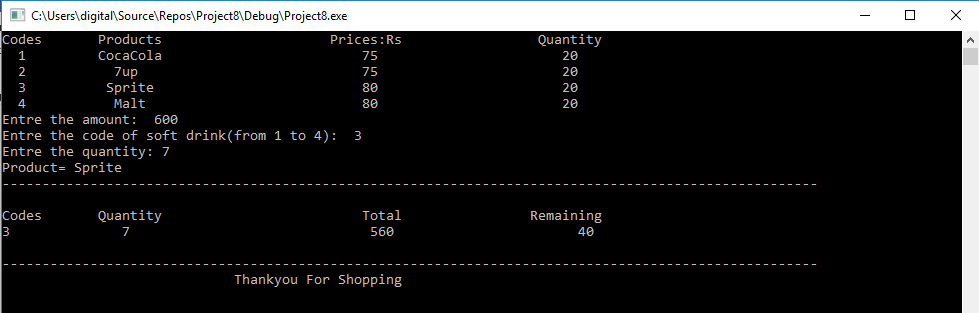 C:\Users\digital\Source\Repos\Project8\Debug\Project8.exe
Codes Products Prices:Rs Quantity
1 CocaCola 75 20
2 7up 75 20
3 Sprite 80 20
4 Malt 80 20
Entre the amount: 600
Entre the code of soft drink(from 1 to 4): 3
Entre the quantity: 7
Product= Sprite
------------------------------------------------------------------------------------------------------
Codes Quantity Total Remaining
3 7 560 40
------------------------------------------------------------------------------------------------------
Thankyou For Shopping